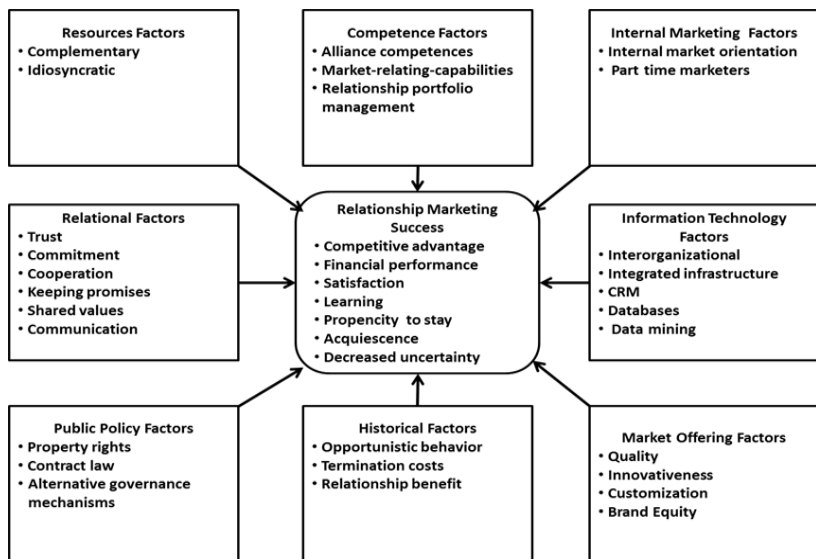 Resources Factors
• Complementary
• Idiosyncratic
Competence Factors
• Alliance competences
• Market-relating-capabilities
• Relationship portfolio
management
Internal Marketing Factors
• Internal market orientation
• Part time marketers
Relational Factors
• Trust
• Commitment
• Cooperation
• Keeping promises
• Shared values
• Communication
Relationship Marketing
Success
• Competitive advantage
• Financial performance
• Satisfaction
• Learning
• Propencity to stay
• Acquiescence
• Decreased uncertainty
Information Technology
Factors
• Interorganizational
• Integrated infrastructure
• CRM
• Databases
• Data mining
Public Policy Factors
• Property rights
• Contract law
• Alternative governance
mechanisms
Historical Factors
• Opportunistic behavior
• Termination costs
• Relationship benefit
Market Offering Factors
• Quality
• Innovativeness
• Customization
• Brand Equity